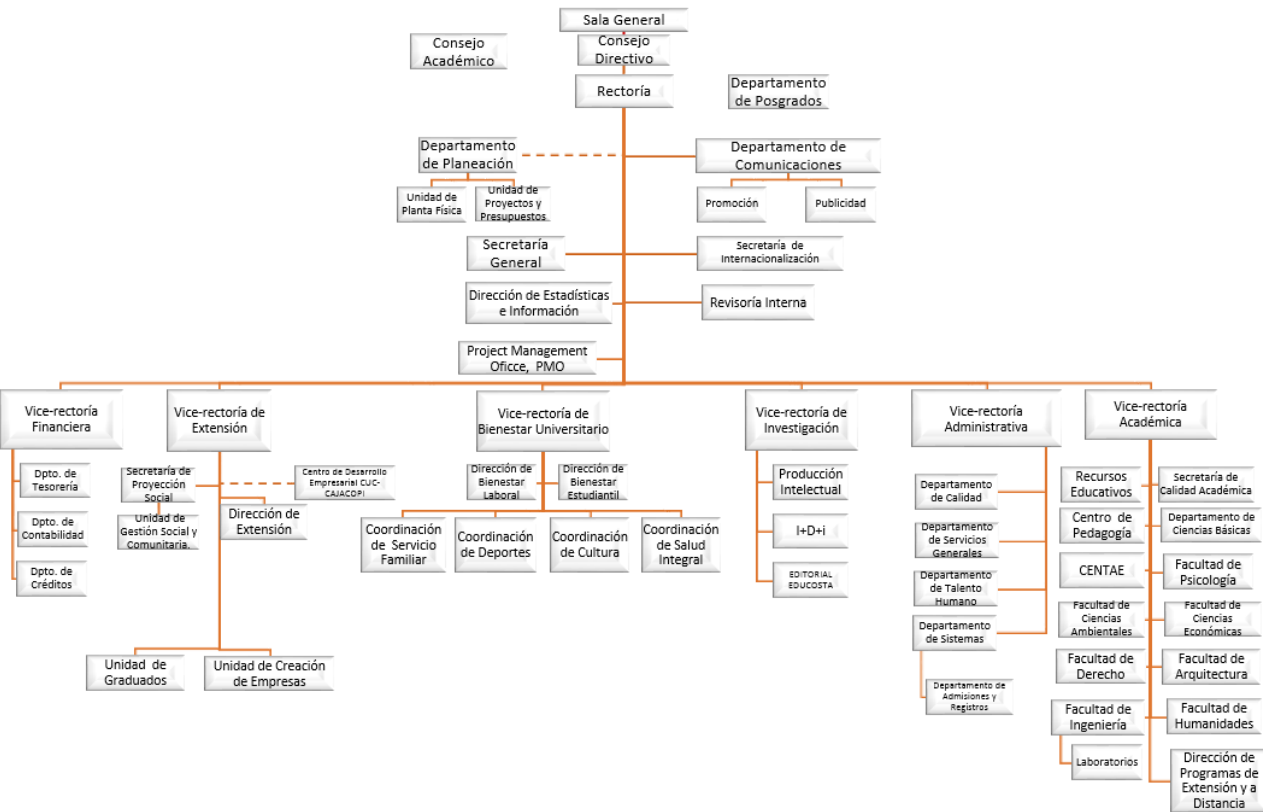 Sala General
Consejo
Académico
Consejo
Directivo
Rectoría
Departamento
de Posgrados
Departamento
de Planeación
Departamento de
Comunicaciones
Unidad de
Planta Física
Unidad de
Proyectos y
Presupuestos
Promoción
Publicidad
Secretaría
General
Secretaría de
Internacionalización
Dirección de Estadísticas
e Información
Revisoría Interna
Project Management
Oficce, PMO
Vice-rectoría
Financiera
Vice-rectoría de
Extensión
Vice-rectoría de
Bienestar Universitario
Vice-rectoría de
Investigación
Vice-rectoría
Administrativa
Vice-rectoría
Académica
Dpto. de
Tesorería
Dpto. de
Contabilidad
Dpto. de
Créditos
Secretaría de
Proyección
Social
Centro de Desarrollo
Empresarial CUC-
CAJACOPI
Unidad de
Gestión Social y
Comunitaria.
Dirección de
Extensión
Unidad de
Graduados
Unidad de Creación
de Empresas
Dirección de
Bienestar
Laboral
Dirección de
Bienestar
Estudiantil
Coordinación
de Servicio
Familiar
Coordinación
de Deportes
Coordinación
de Cultura
Coordinación
de Salud
Integral
Producción
Intelectual
I+D+i
EDITORIAL
EDUCOSTA
Departamento
de Calidad
Departamento
de Servicios
Generales
Departamento
de Talento
Humano
Departamento
de Sistemas
Departamento de
Admisiones y
Registros
Recursos
Educativos
Secretaría de
Calidad Académica
Centro de
Pedagogía
Departamento de
Ciencias Básicas
CENTAE
Facultad de
Psicología
Facultad de
Ciencias
Ambientales
Facultad de
Ciencias
Económicas
Facultad de
Derecho
Facultad de
Arquitectura
Facultad de
Ingeniería
Facultad de
Humanidades
Laboratorios
Dirección de
Programas de
Extensión y a
Distancia